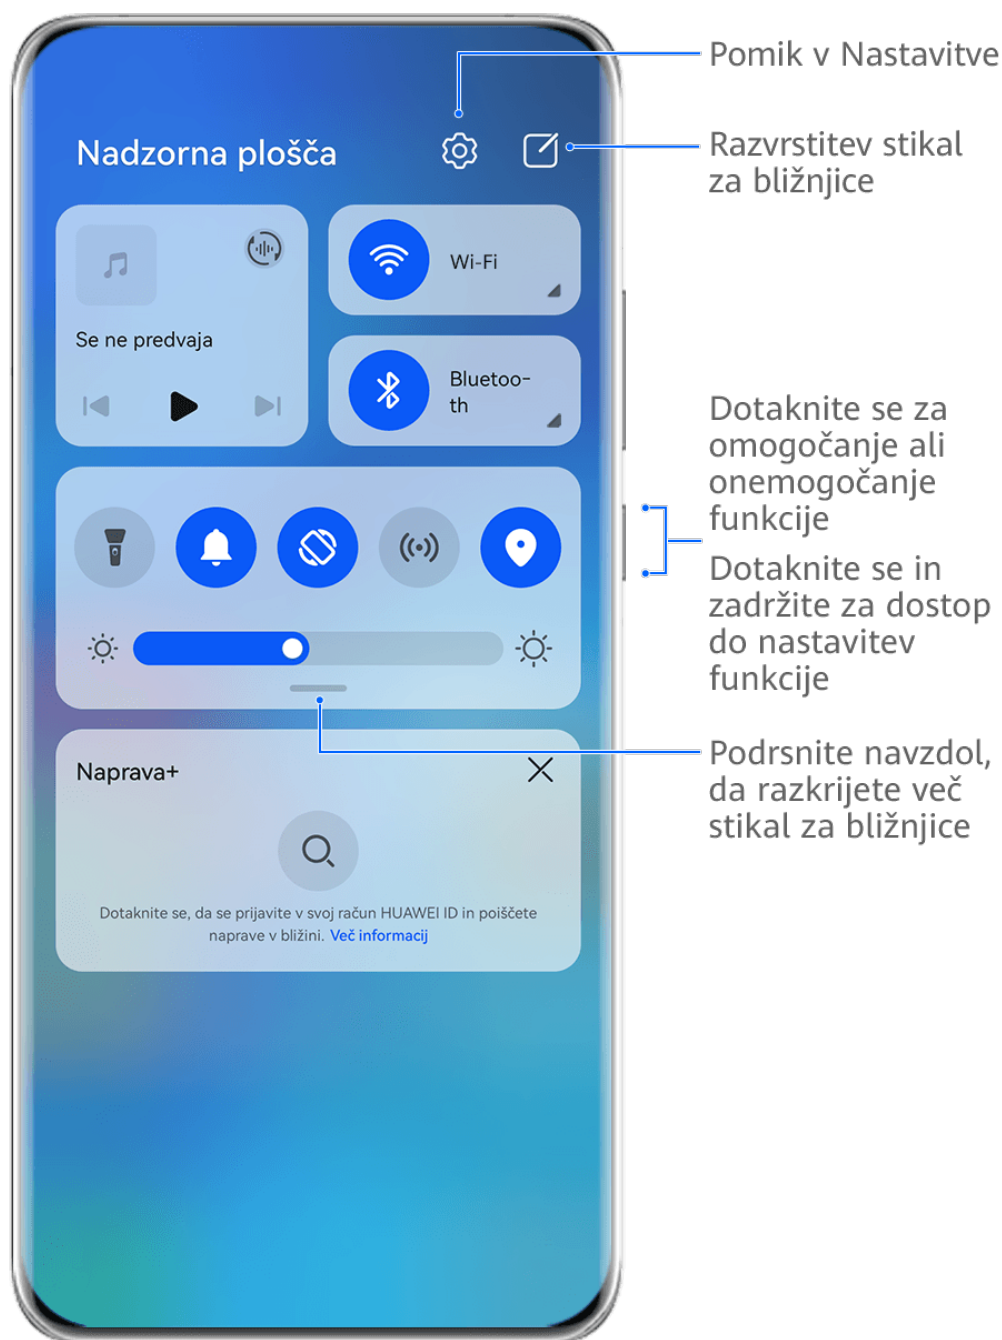 Nadzorna plošča
Se ne predvaja
Wi-Fi
Bluetoo-
th
Naprava+
Dotaknite se, da se prijavite v svoj račun HUAWEI ID in poiščete
naprave v bližini. Več informacij
Pomik v Nastavitve
Razvrstitev stikal
za bližnjice
Dotaknite se za
omogočanje ali
onemogočanje
funkcije
Dotaknite se in
zadržite za dostop
do nastavitev
funkcije
Podrsnite navzdol,
da razkrijete več
stikal za bližnjice